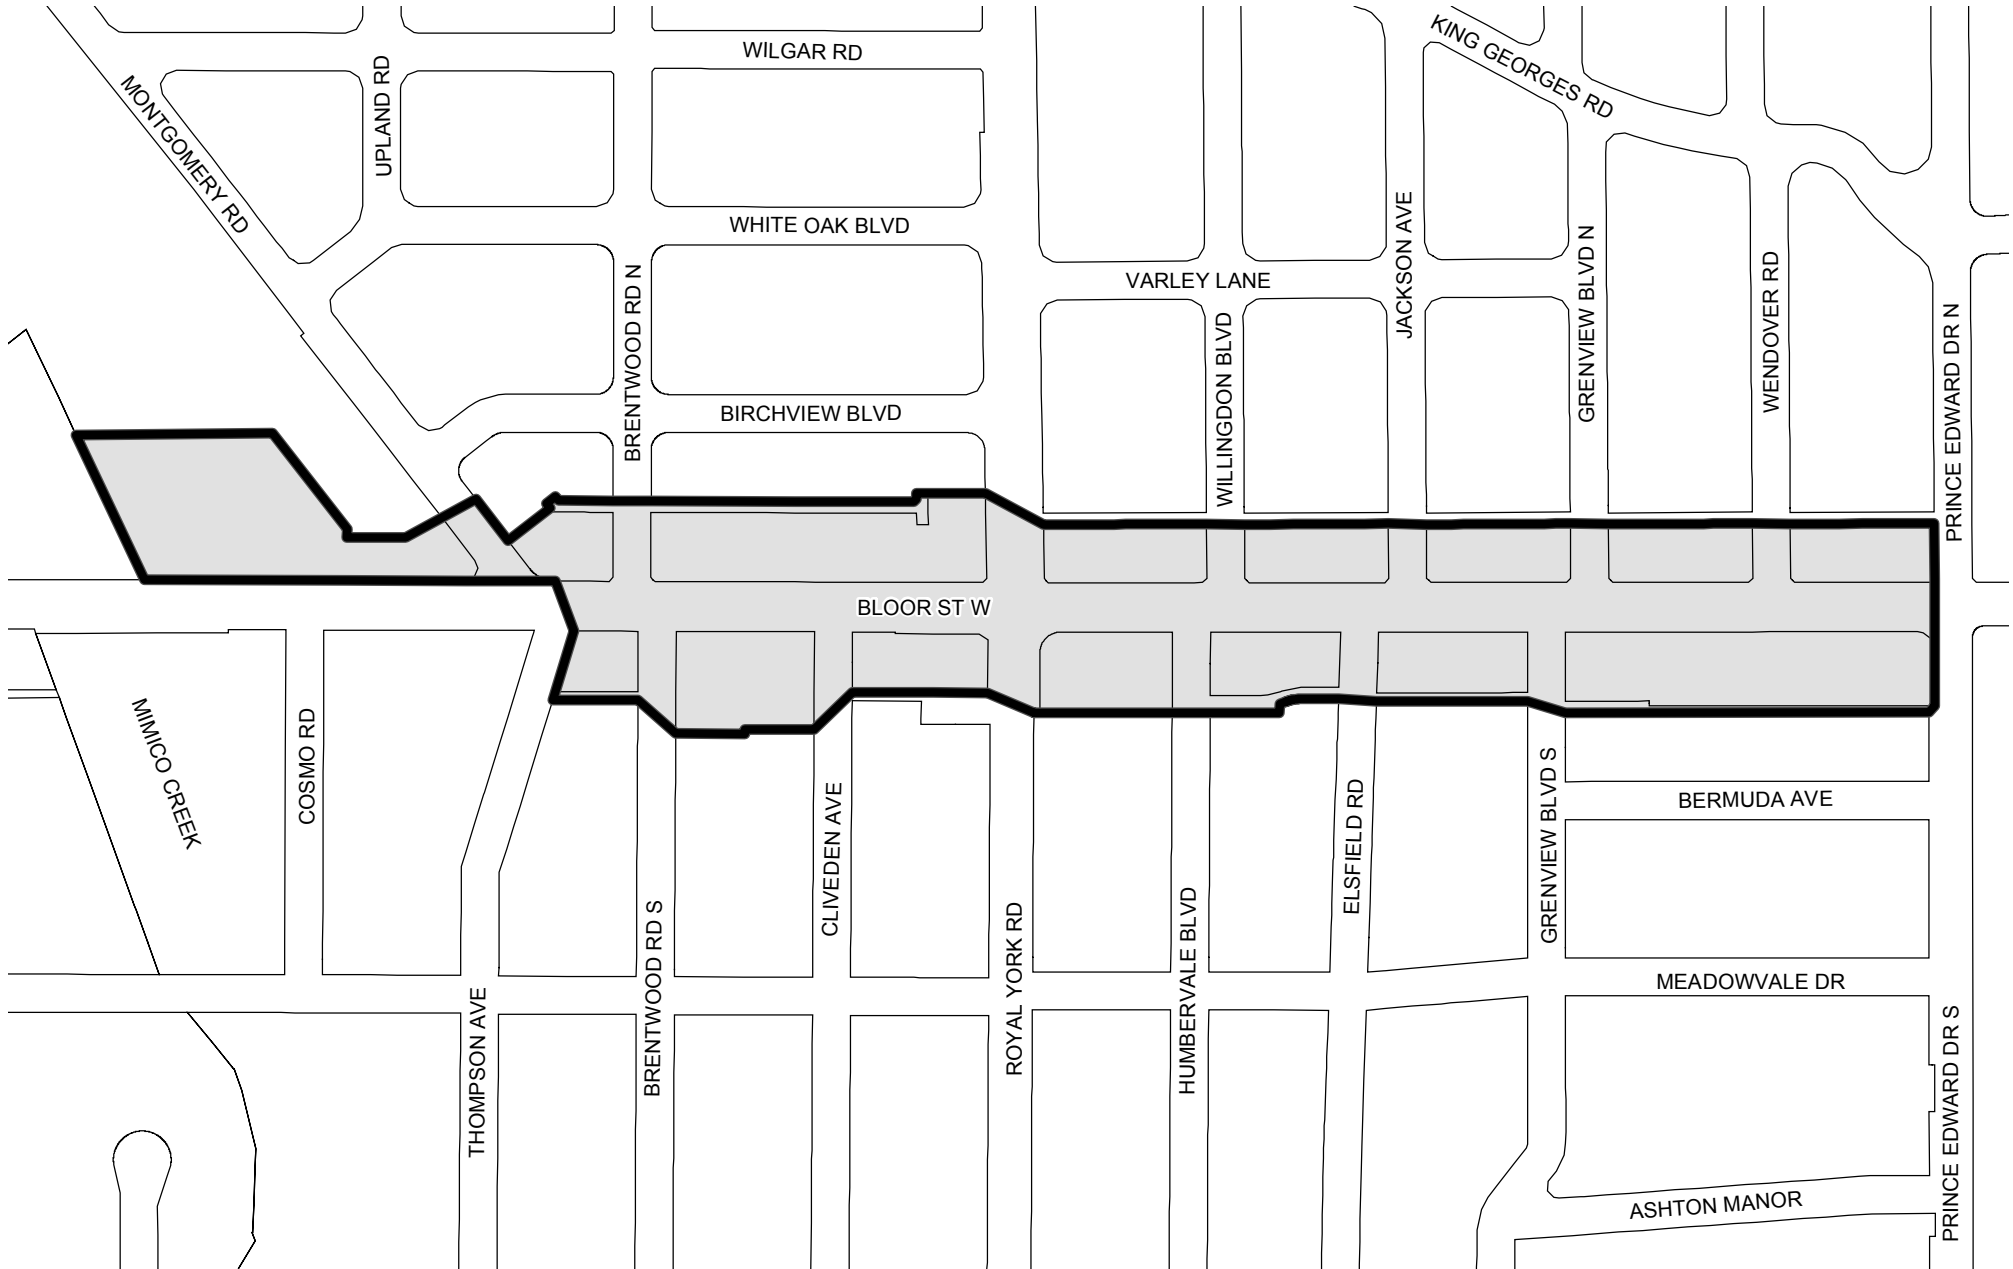 WILGAR RD
KING GEORGES RD
MONTGOMERY RD
UPLAND RD
WHITE OAK BLVD
JACKSON AVE
VARLEY LANE
GRENVIEW BLVD N
WENDOVER RD
BRENTWOOD RD N
WILLINGDON BLVD
PRINCE EDWARD DR N
BIRCHVIEW BLVD
BLOOR ST W
MIMICO CREEK
COSMO RD
CLIVEDEN AVE
ELSFIELD RD
GRENVIEW BLVD S
BERMUDA AVE
BRENTWOOD RD S
ROYAL YORK RD
HUMBERVALE BLVD
MEADOWVALE DR
THOMPSON AVE
PRINCE EDWARD DR S
ASHTON MANOR